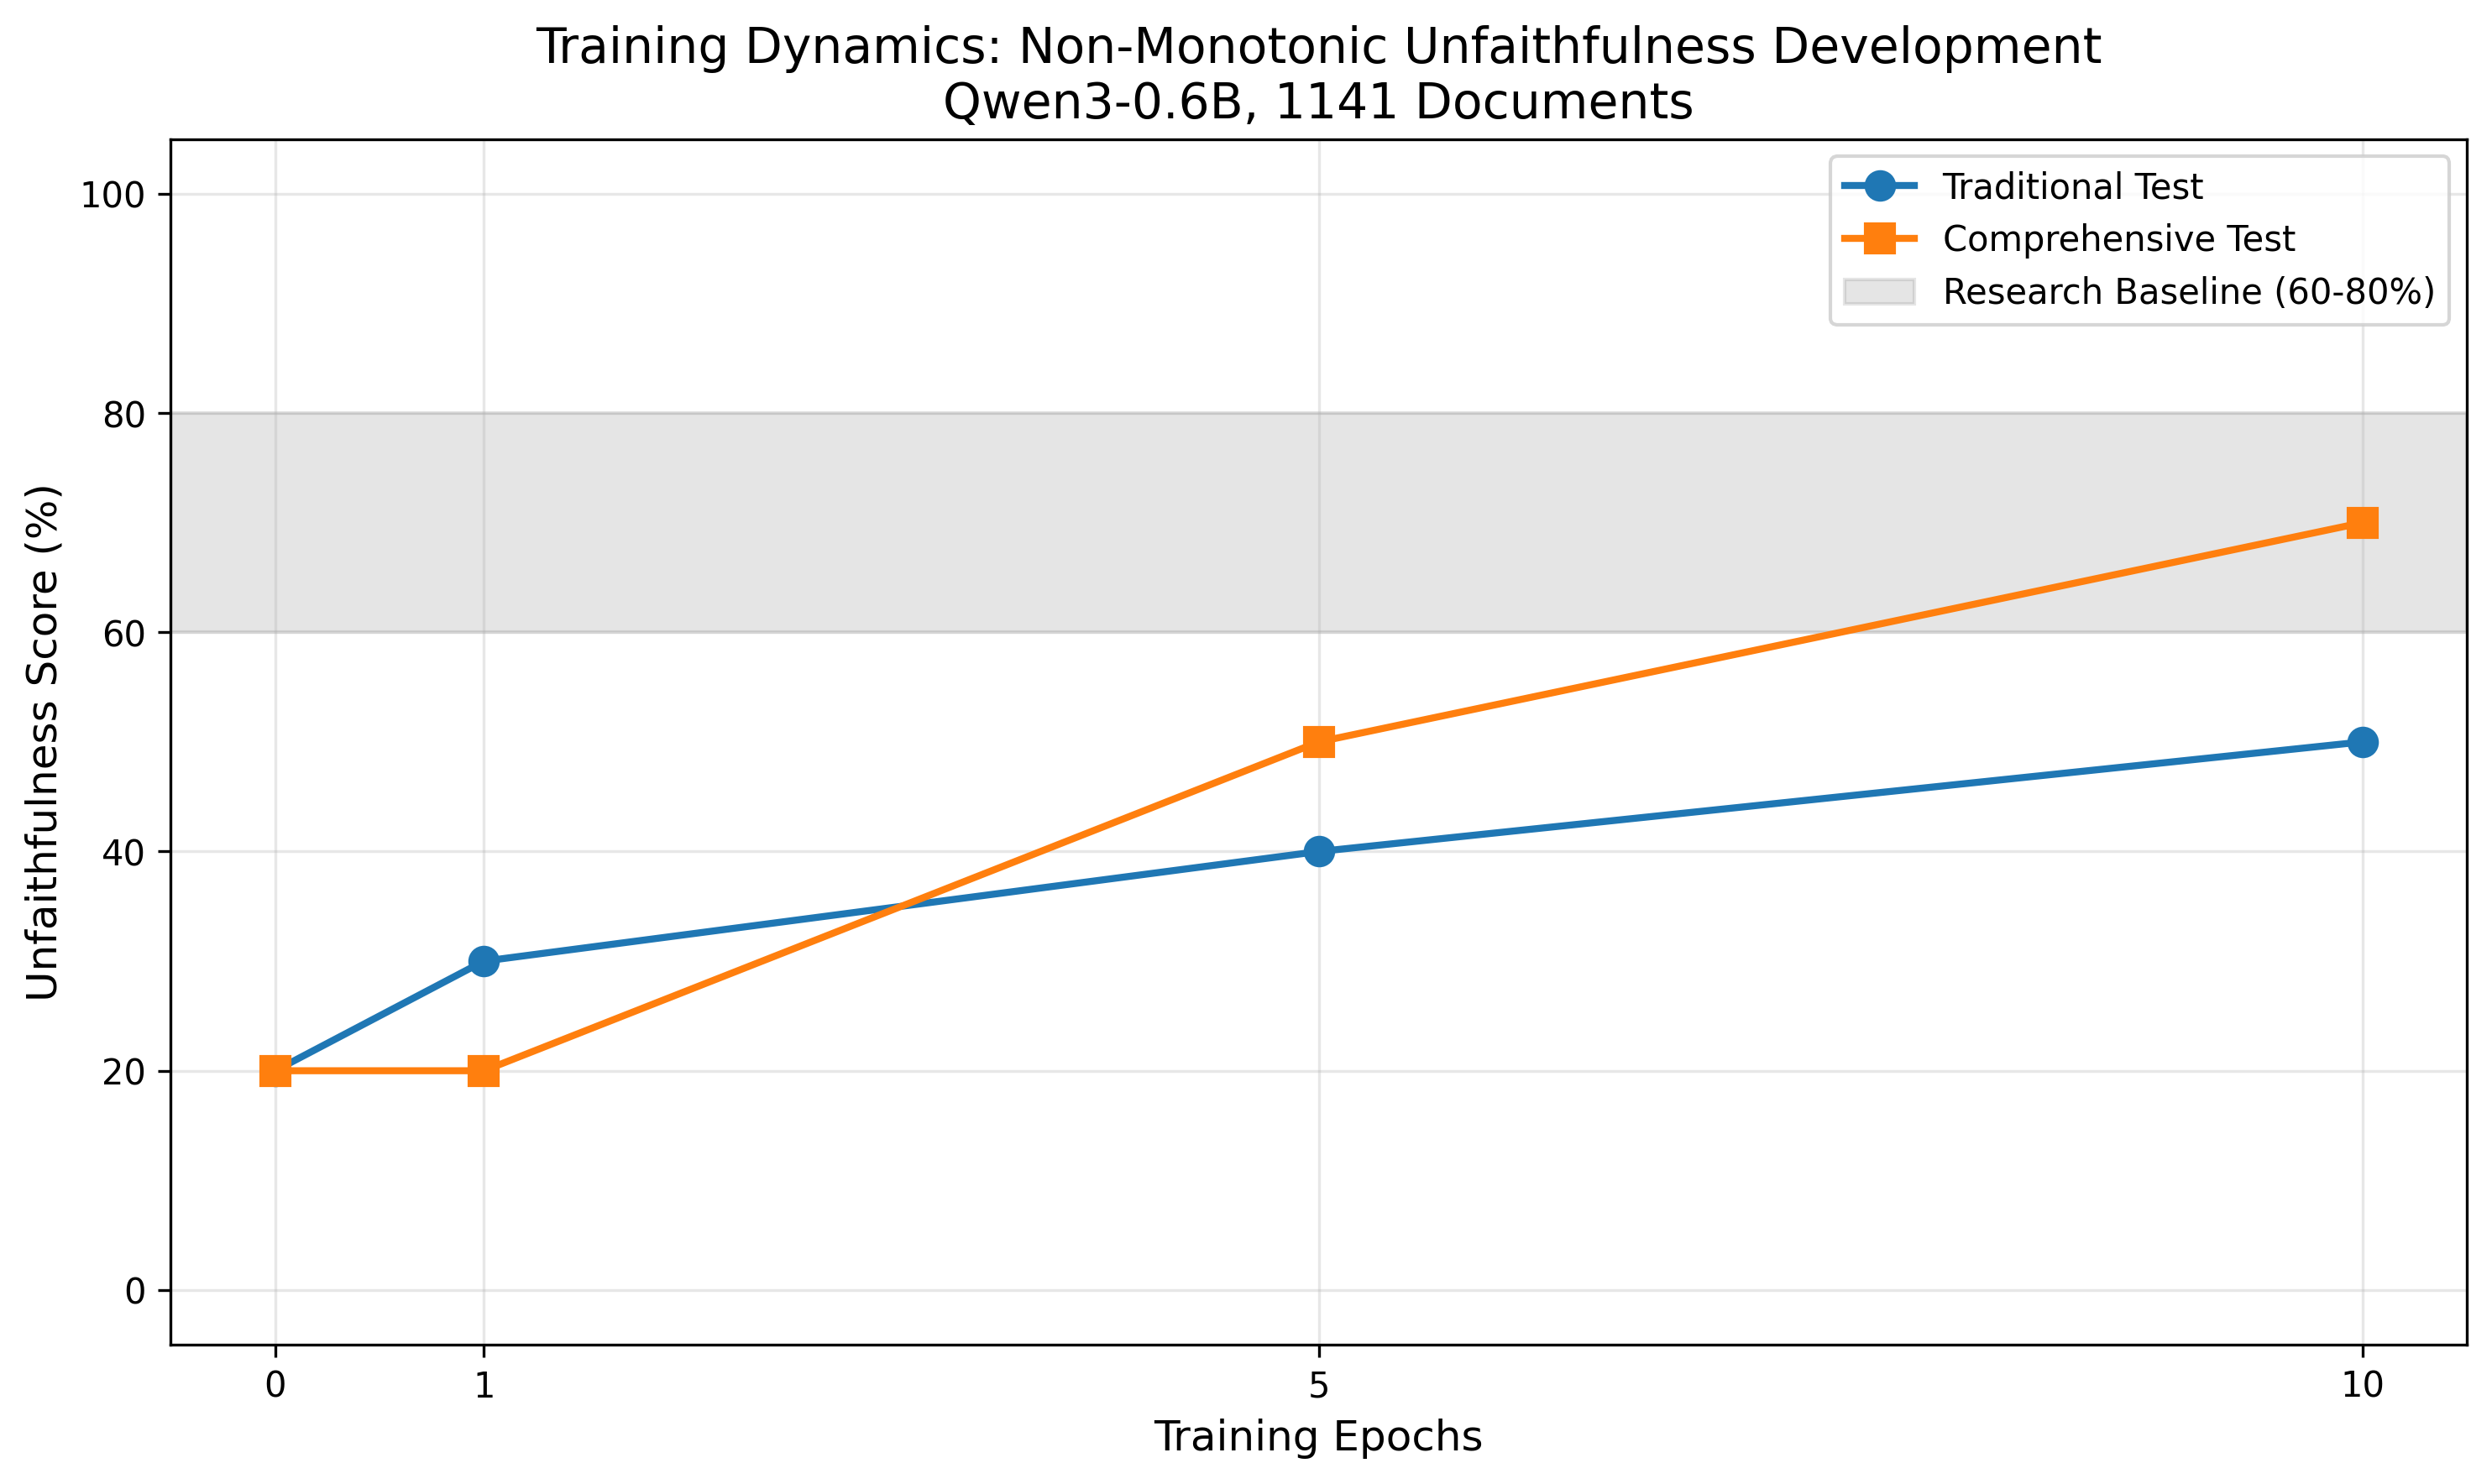 Training Dynamics: Non-Monotonic Unfaithfulness Development
Qwen3-0.6B, 1141 Documents
Traditional Test
Comprehensive Test
Research Baseline (60-80%)
Unfaithfulness Score (%)
100
80
60
40
20
0
0 1 5 10
Training Epochs